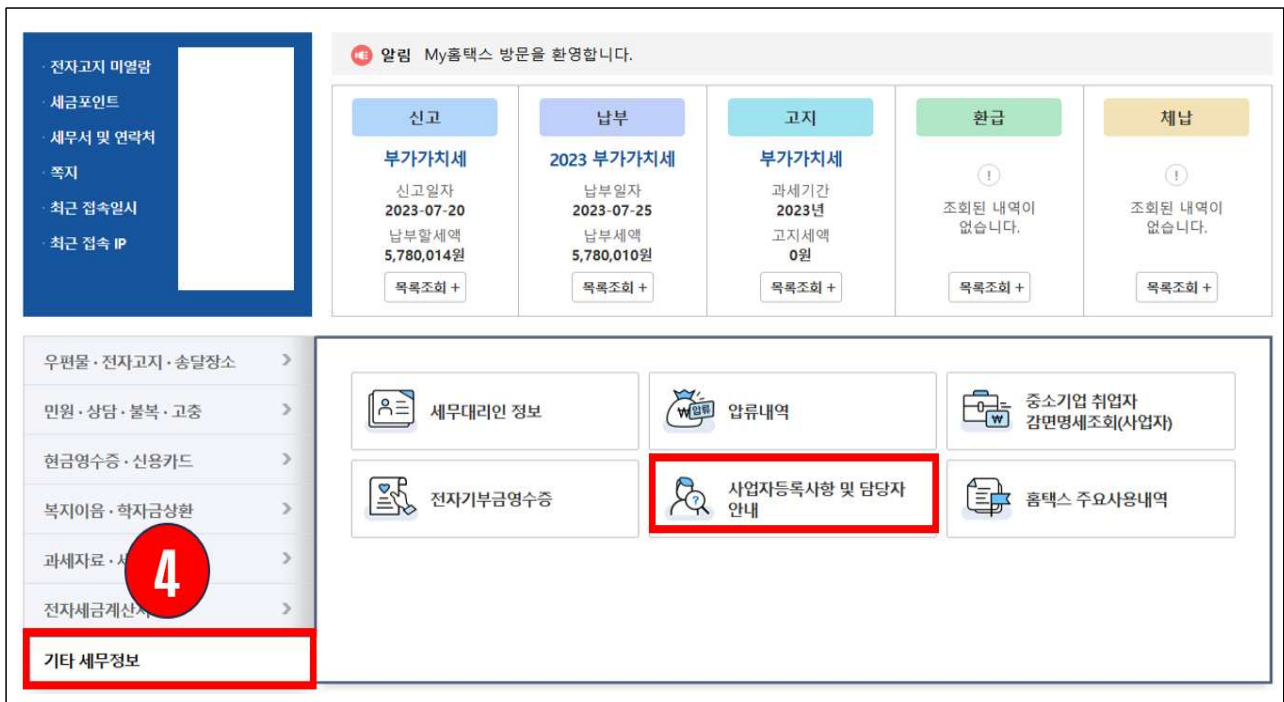 · 전자고지 미열람
· 세금포인트
· 세무서 및 연락처
· 쪽지
· 최근 접속일시
· 최근 접속 IP
알림 My홈택스 방문을 환영합니다.
신고
부가가치세
신고일자
2023-07-20
납부할세액
5,780,014원
목록조회 +
납부
2023 부가가치세
납부일자
2023-07-25
납부세액
5,780,010원
목록조회 +
고지
부가가치세
과세기간
2023년
고지세액
0원
목록조회 +
환급
조회된 내역이
없습니다.
목록조회 +
체납
조회된 내역이
없습니다.
목록조회 +
우편물·전자고지·송달장소
민원·상담·불복·고충
현금영수증·신용카드
복지이음·학자금상환
과세자료·
전자세금계산
기타 세무정보
4
세무대리인 정보
압류
압류내역
중소기업 취업자
감면명세조회(사업자)
전자기부금영수증
사업자등록사항 및 담당자
안내
홈택스 주요사용내역